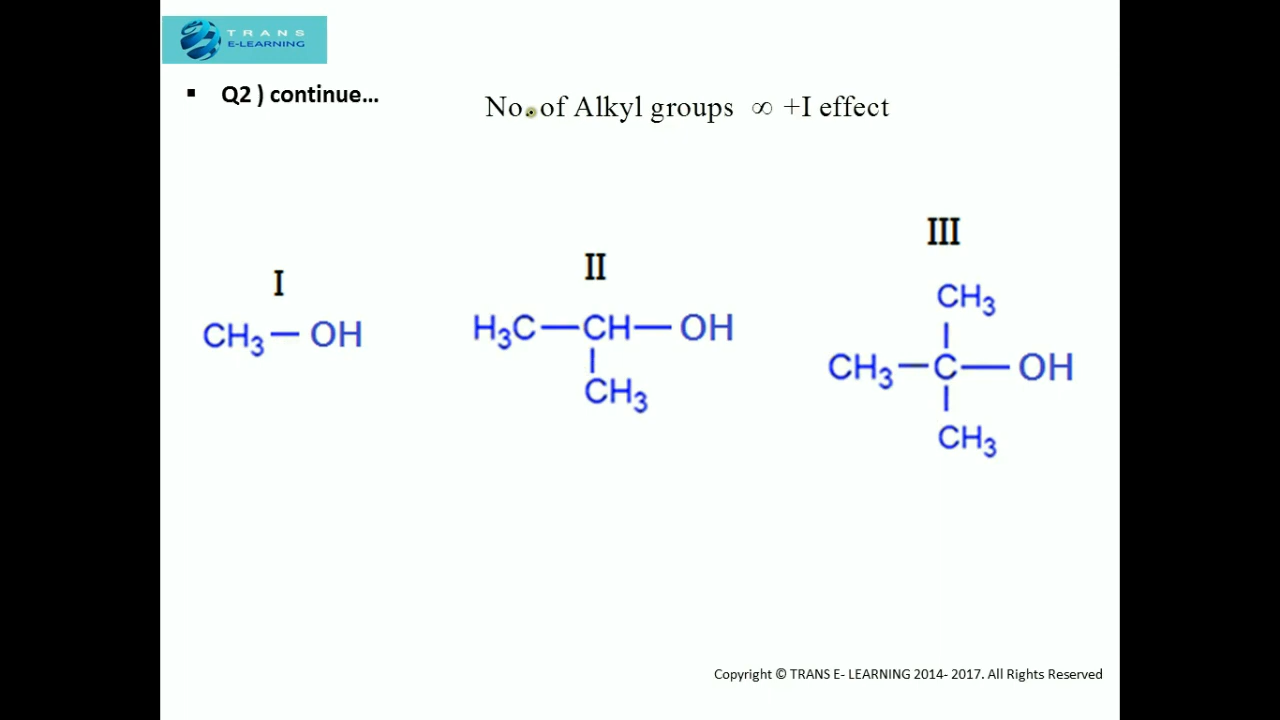 TRANS
E-LEARNING
▪ Q2 ) continue...
No. of Alkyl groups ∞ +I effect
I
CH₃ — OH
II
H₃C—CH—OH
|
CH₃
III
CH₃
|
CH₃—C—OH
|
CH₃
Copyright © TRANS E- LEARNING 2014- 2017. All Rights Reserved